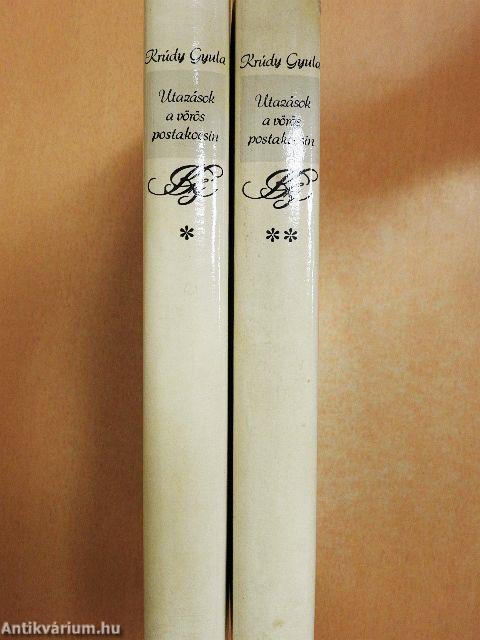 Krúdy Gyula
Utazások
a vörös
postakocsin
*
Krúdy Gyula
Utazások
a vörös
postakocsin
**
Antikvárium.hu